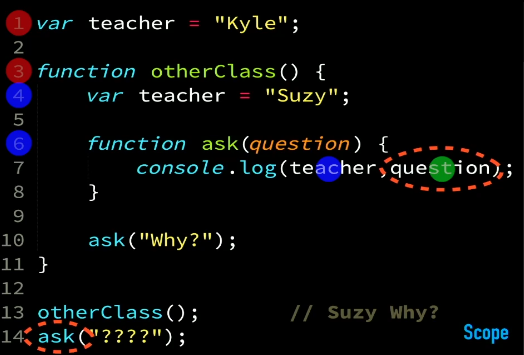 1 var teacher = "Kyle";
2
3 function otherClass() {
4 var teacher = "Suzy";
5
6 function ask(question) {
7 console.log(teacher,question);
8 }
9
10 ask("Why?");
11 }
12
13 otherClass(); // Suzy Why?
14 ask("????");
Scope